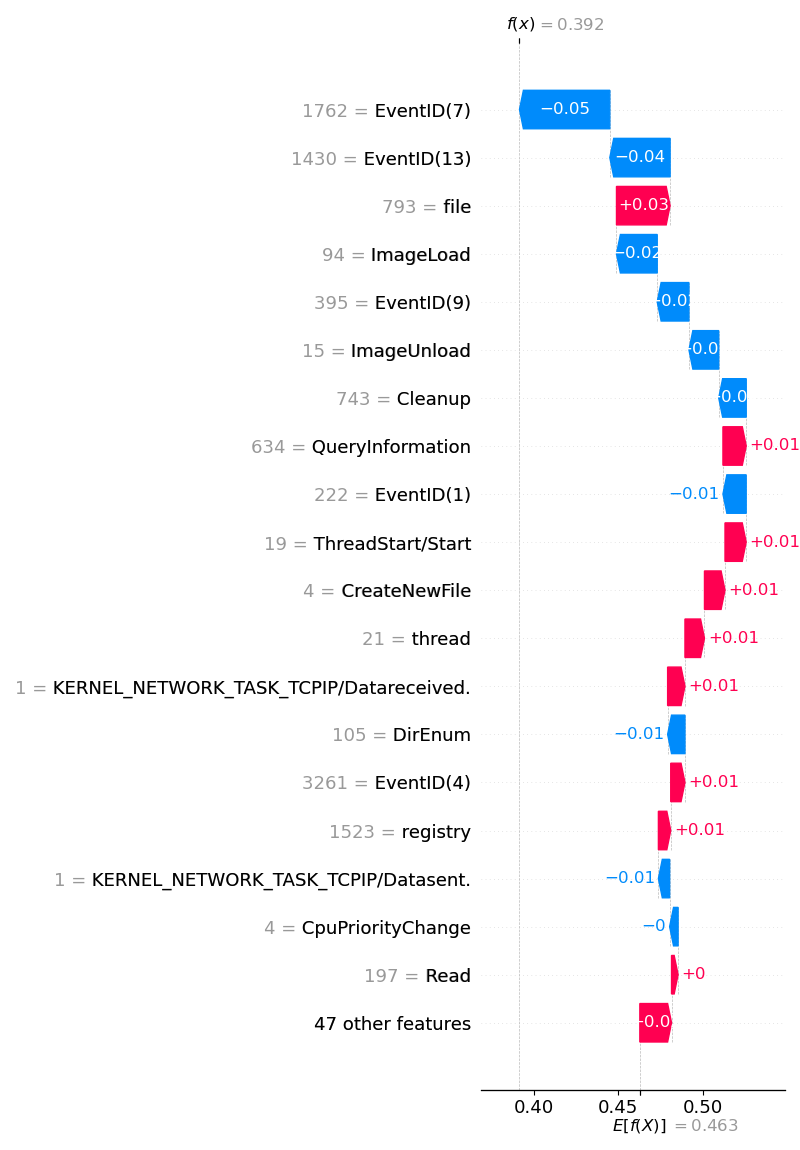 f(x) = 0.392
1762 = EventID(7) −0.05
1430 = EventID(13) −0.04
793 = file +0.03
94 = ImageLoad −0.02
395 = EventID(9)
15 = ImageUnload
743 = Cleanup
634 = QueryInformation +0.01
222 = EventID(1) −0.01
19 = ThreadStart/Start +0.01
4 = CreateNewFile +0.01
21 = thread +0.01
1 = KERNEL_NETWORK_TASK_TCPIP/Datareceived. +0.01
105 = DirEnum −0.01
3261 = EventID(4) +0.01
1523 = registry +0.01
1 = KERNEL_NETWORK_TASK_TCPIP/Datasent. −0.01
4 = CpuPriorityChange −0
197 = Read +0
47 other features
0.40 0.45 0.50
E[f(X)] = 0.463